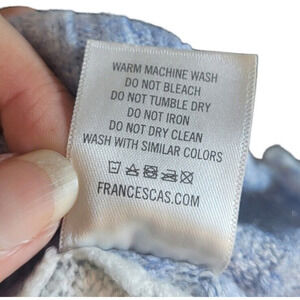 WARM MACHINE WASH
DO NOT BLEACH
DO NOT TUMBLE DRY
DO NOT IRON
DO NOT DRY CLEAN
WASH WITH SIMILAR COLORS
FRANCESCAS.COM